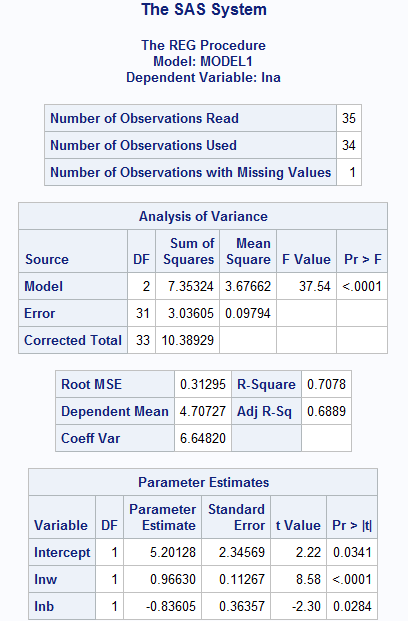 The SAS System
The REG Procedure
Model: MODEL1
Dependent Variable: lna
Number of Observations Read 35
Number of Observations Used 34
Number of Observations with Missing Values 1
Analysis of Variance
Source DF Sum of Squares Mean Square F Value Pr > F
Model 2 7.35324 3.67662 37.54 <.0001
Error 31 3.03605 0.09794
Corrected Total 33 10.38929
Root MSE 0.31295 R-Square 0.7078
Dependent Mean 4.70727 Adj R-Sq 0.6889
Coeff Var 6.64820
Parameter Estimates
Variable DF Parameter Estimate Standard Error t Value Pr > |t|
Intercept 1 5.20128 2.34569 2.22 0.0341
lnw 1 0.96630 0.11267 8.58 <.0001
lnb 1 -0.83605 0.36357 -2.30 0.0284